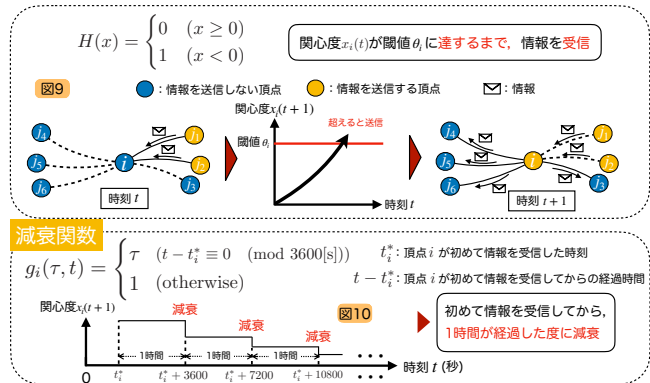 H(x) = { 0 (x ≥ 0)
1 (x < 0)
関心度x_i(t)が閾値θ_iに達するまで，情報を受信
図9
：情報を送信しない頂点
：情報を送信する頂点
：情報
j_4
j_5
j_6
i
j_1
j_2
j_3
時刻 t
関心度x_i(t+1)
閾値θ_i
超えると送信
時刻 t
j_4
j_5
j_6
i
j_1
j_2
j_3
時刻 t+1
減衰関数
g_i(τ, t) = { τ (t − t_i^* ≡ 0 (mod 3600[s]))
1 (otherwise)
t_i^*：頂点 i が初めて情報を受信した時刻
t − t_i^*：頂点 i が初めて情報を受信してからの経過時間
関心度x_i(t+1)
図10
減衰
減衰
減衰
1時間
1時間
1時間
0
t_i^*
t_i^* + 3600
t_i^* + 7200
t_i^* + 10800
時刻 t (秒)
初めて情報を受信してから，
1時間が経過した度に減衰